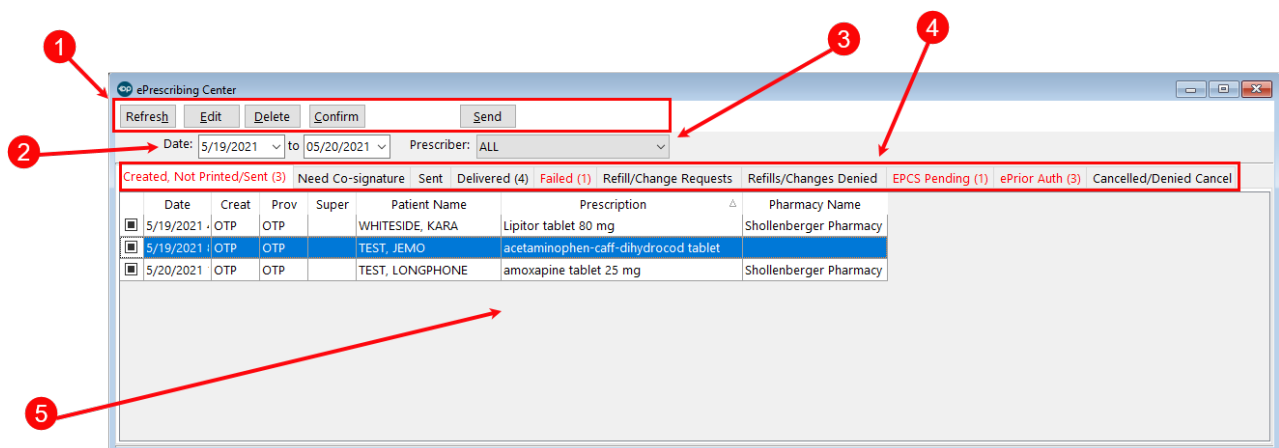 1
3
4
op ePrescribing Center
Refresh Edit Delete Confirm Send
2
Date: 5/19/2021 to 05/20/2021 Prescriber: ALL
Created, Not Printed/Sent (3) Need Co-signature Sent Delivered (4) Failed (1) Refill/Change Requests Refills/Changes Denied EPCS Pending (1) ePrior Auth (3) Cancelled/Denied Cancel
Date Creat Prov Super Patient Name Prescription Pharmacy Name
5/19/2021 OTP OTP WHITESIDE, KARA Lipitor tablet 80 mg Shollenberger Pharmacy
5/19/2021 OTP OTP TEST, JEMO acetaminophen-caff-dihydrocod tablet
5/20/2021 OTP OTP TEST, LONGPHONE amoxapine tablet 25 mg Shollenberger Pharmacy
5